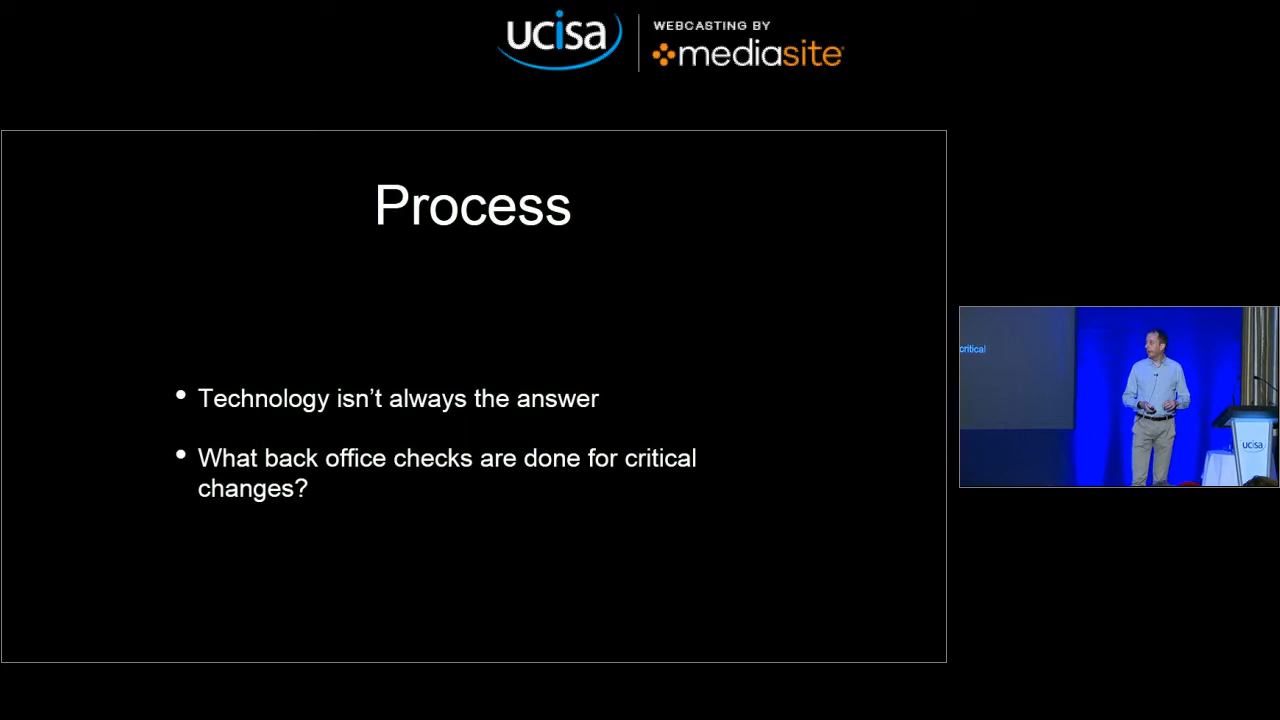 ucisa
WEBCASTING BY
mediasite
Process
• Technology isn’t always the answer
• What back office checks are done for critical
changes?
critical
ucisa